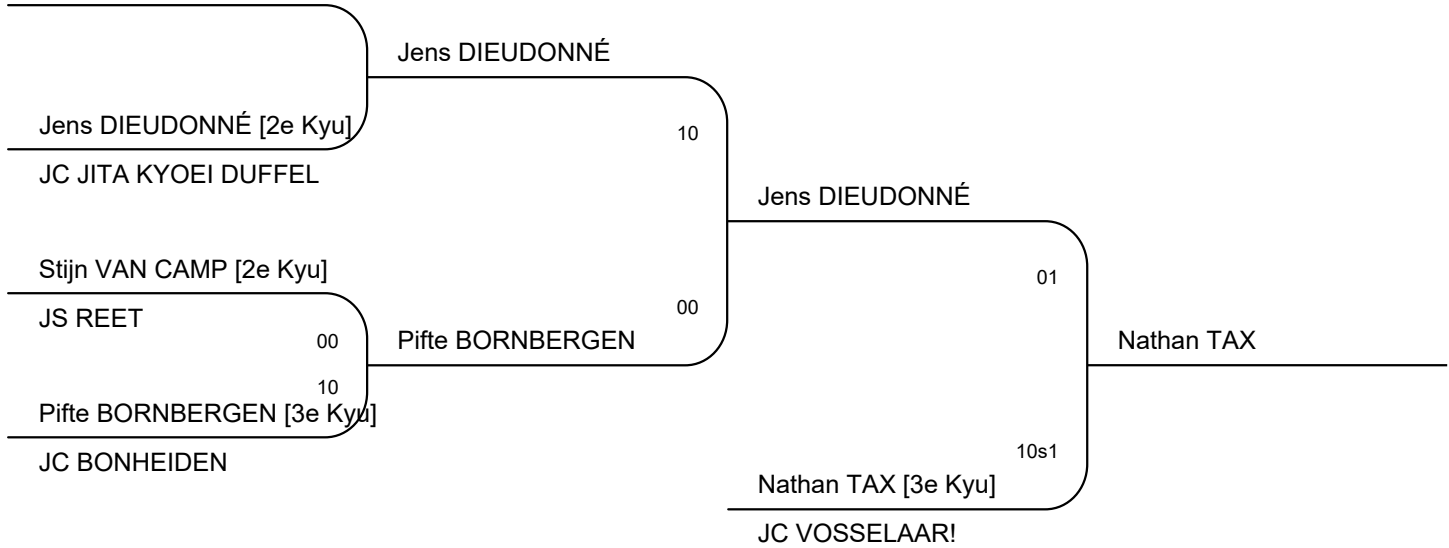 Jens DIEUDONNÉ
Jens DIEUDONNÉ [2e Kyu]
10
JC JITA KYOEI DUFFEL
Jens DIEUDONNÉ
Stijn VAN CAMP [2e Kyu]
01
JS REET
00
00
Pifte BORNBERGEN
Nathan TAX
10
Pifte BORNBERGEN [3e Kyu]
JC BONHEIDEN
10s1
Nathan TAX [3e Kyu]
JC VOSSELAAR!